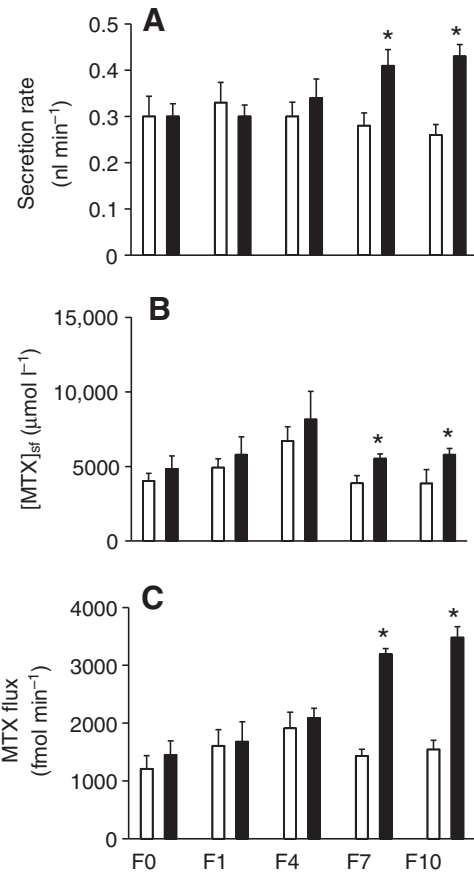 A
0.5
0.4
0.3
0.2
0.1
0
Secretion rate
(nl min⁻¹)
*
*
B
15,000
10,000
5000
0
[MTX]sf (µmol l⁻¹)
*
*
C
4000
3000
2000
1000
0
MTX flux
(fmol min⁻¹)
*
*
F0 F1 F4 F7 F10